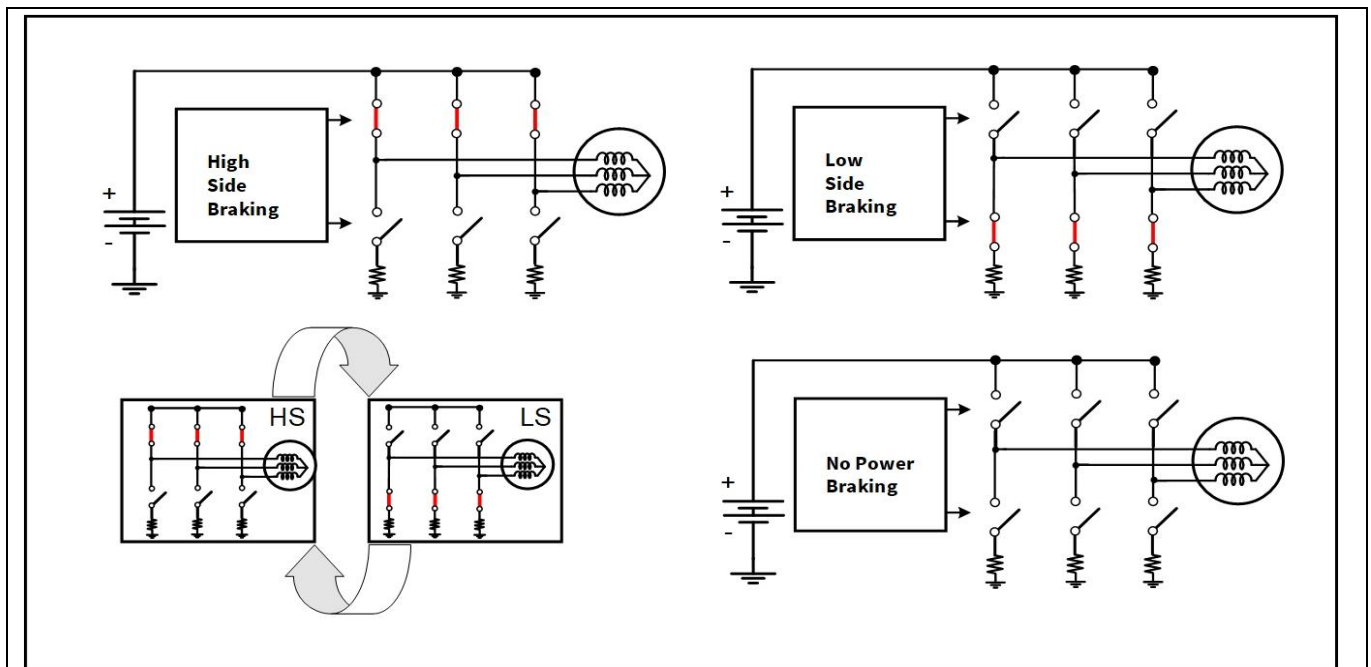 +
-
High
Side
Braking
+
-
Low
Side
Braking
HS
LS
+
-
No Power
Braking